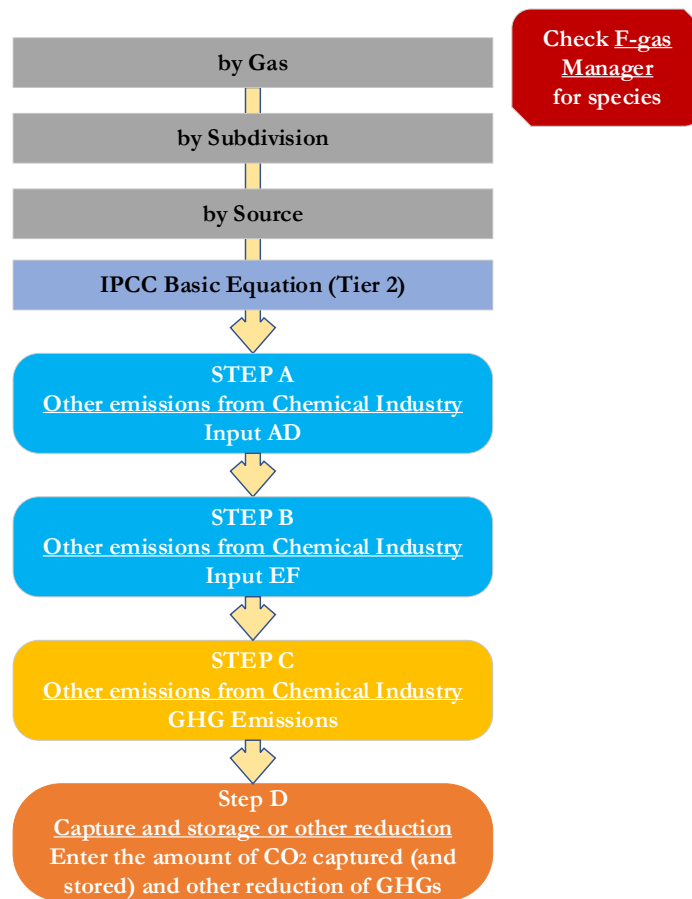 by Gas
Check F-gas
Manager
for species
by Subdivision
by Source
IPCC Basic Equation (Tier 2)
STEP A
Other emissions from Chemical Industry
Input AD
STEP B
Other emissions from Chemical Industry
Input EF
STEP C
Other emissions from Chemical Industry
GHG Emissions
Step D
Capture and storage or other reduction
Enter the amount of CO₂ captured (and
stored) and other reduction of GHGs